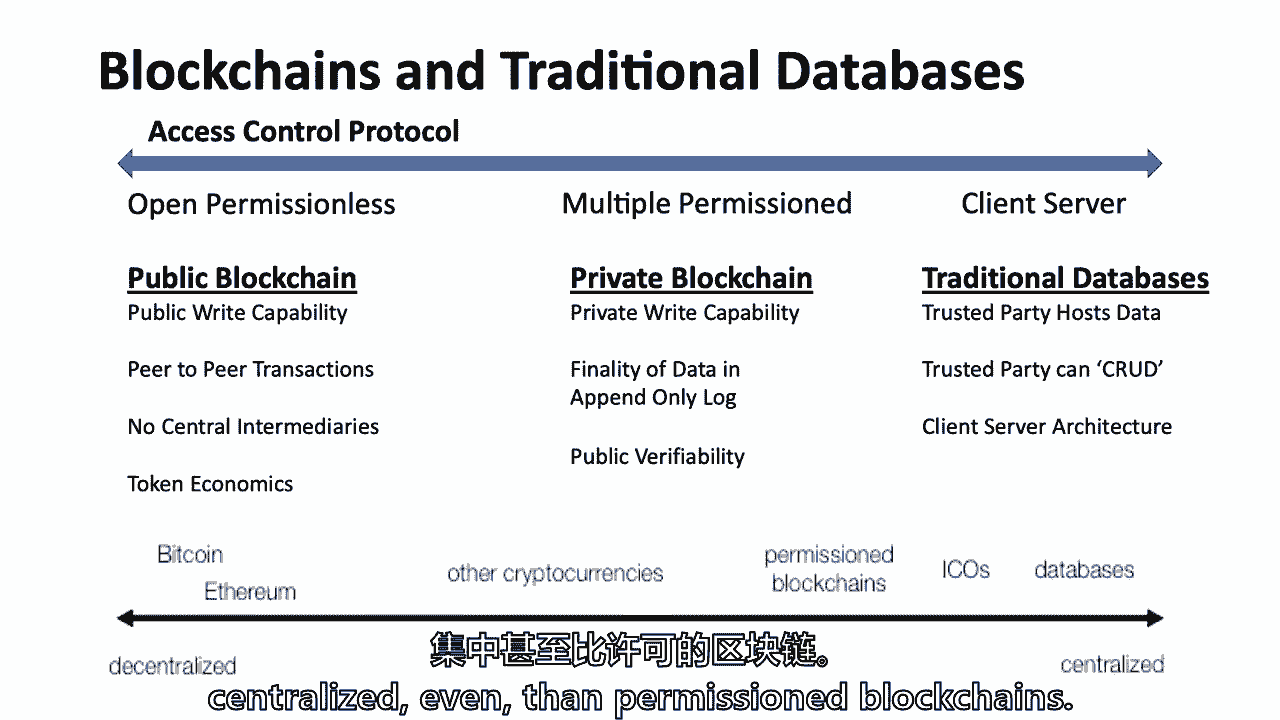 Blockchains and Traditional Databases
Access Control Protocol
Open Permissionless
Multiple Permissioned
Client Server
Public Blockchain
Public Write Capability
Peer to Peer Transactions
No Central Intermediaries
Token Economics
Private Blockchain
Private Write Capability
Finality of Data in
Append Only Log
Public Verifiability
Traditional Databases
Trusted Party Hosts Data
Trusted Party can ‘CRUD’
Client Server Architecture
Bitcoin
Ethereum
other cryptocurrencies
permissioned
blockchains
ICOs
databases
decentralized
centralized
集中甚至比许可的区块链。
centralized, even, than permissioned blockchains.